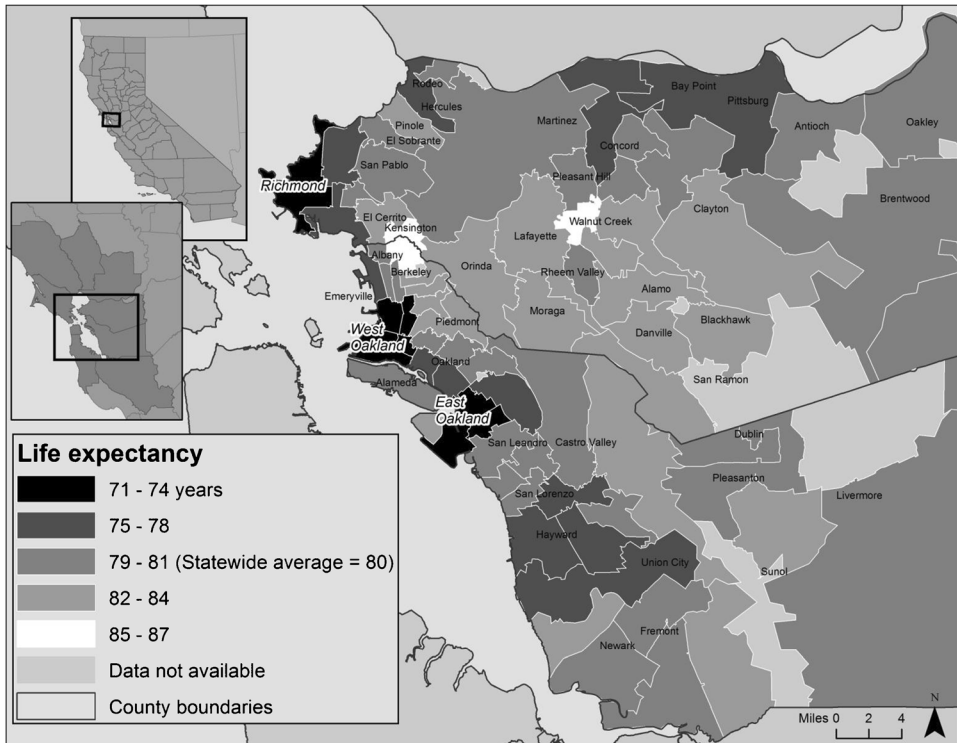 Rodeo
Hercules
Bay Point
Pittsburg
Martinez
Pinole
Antioch
Oakley
El Sobrante
Concord
San Pablo
Pleasant Hill
Richmond
Brentwood
El Cerrito
Kensington
Walnut Creek
Clayton
Lafayette
Albany
Berkeley
Orinda
Rheem Valley
Emeryville
Alamo
Moraga
Piedmont
Blackhawk
Danville
West
Oakland
Oakland
San Ramon
Alameda
East
Oakland
Dublin
San Leandro
Castro Valley
Pleasanton
San Lorenzo
Livermore
Hayward
Union City
Sunol
Fremont
Newark
Life expectancy
71 - 74 years
75 - 78
79 - 81 (Statewide average = 80)
82 - 84
85 - 87
Data not available
County boundaries
N
Miles 0 2 4